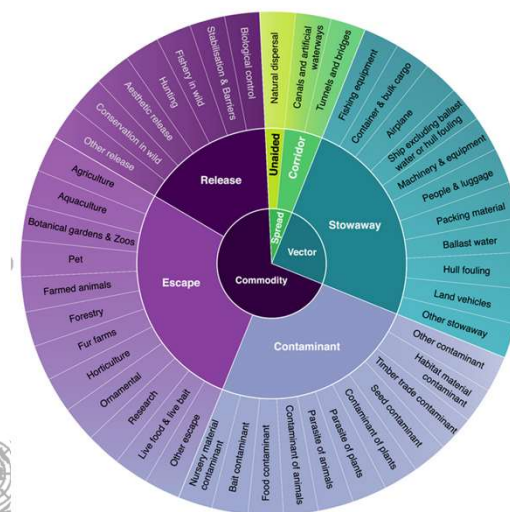 Commodity
Spread
Vector
Release
Unaided
Corridor
Stowaway
Contaminant
Escape
Natural dispersal
Canals and artificial
waterways
Tunnels and bridges
Fishing equipment
Container & bulk cargo
Airplane
Ship excluding ballast
water or hull fouling
Machinery & equipment
People & luggage
Packing material
Ballast water
Hull fouling
Land vehicles
Other stowaway
Other contaminant
Habitat material
contaminant
Timber trade contaminant
Seed contaminant
Contaminant of plants
Parasite of plants
Parasite of animals
Contaminant of animals
Food contaminant
Bait contaminant
Nursery material
contaminant
Other escape
Live food & live bait
Research
Ornamental
Horticulture
Fur farms
Forestry
Farmed animals
Pet
Botanical gardens & Zoos
Aquaculture
Agriculture
Other release
Conservation in wild
Aesthetic release
Hunting
Fishery in wild
Stabilisation & Barriers
Biological control